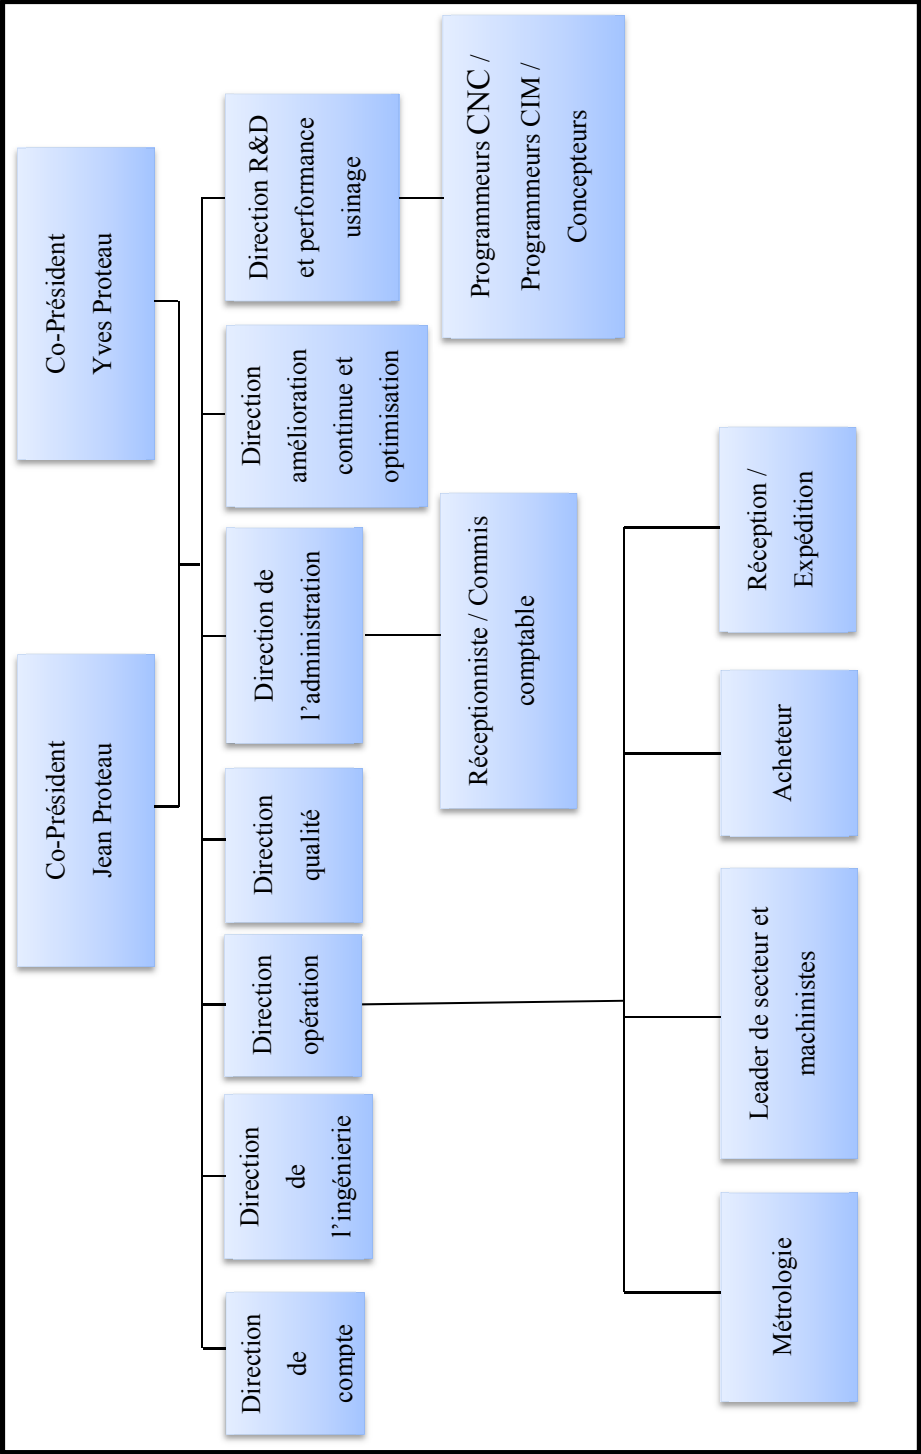 Co-Président
Jean Proteau
Co-Président
Yves Proteau
Direction
de
compte
Direction
de
l’ingénierie
Direction
opération
Direction
qualité
Direction de
l’administration
Direction
amélioration
continue et
optimisation
Direction R&D
et performance
usinage
Réceptionniste / Commis
comptable
Programmeurs CNC /
Programmeurs CIM /
Concepteurs
Métrologie
Leader de secteur et
machinistes
Acheteur
Réception /
Expédition